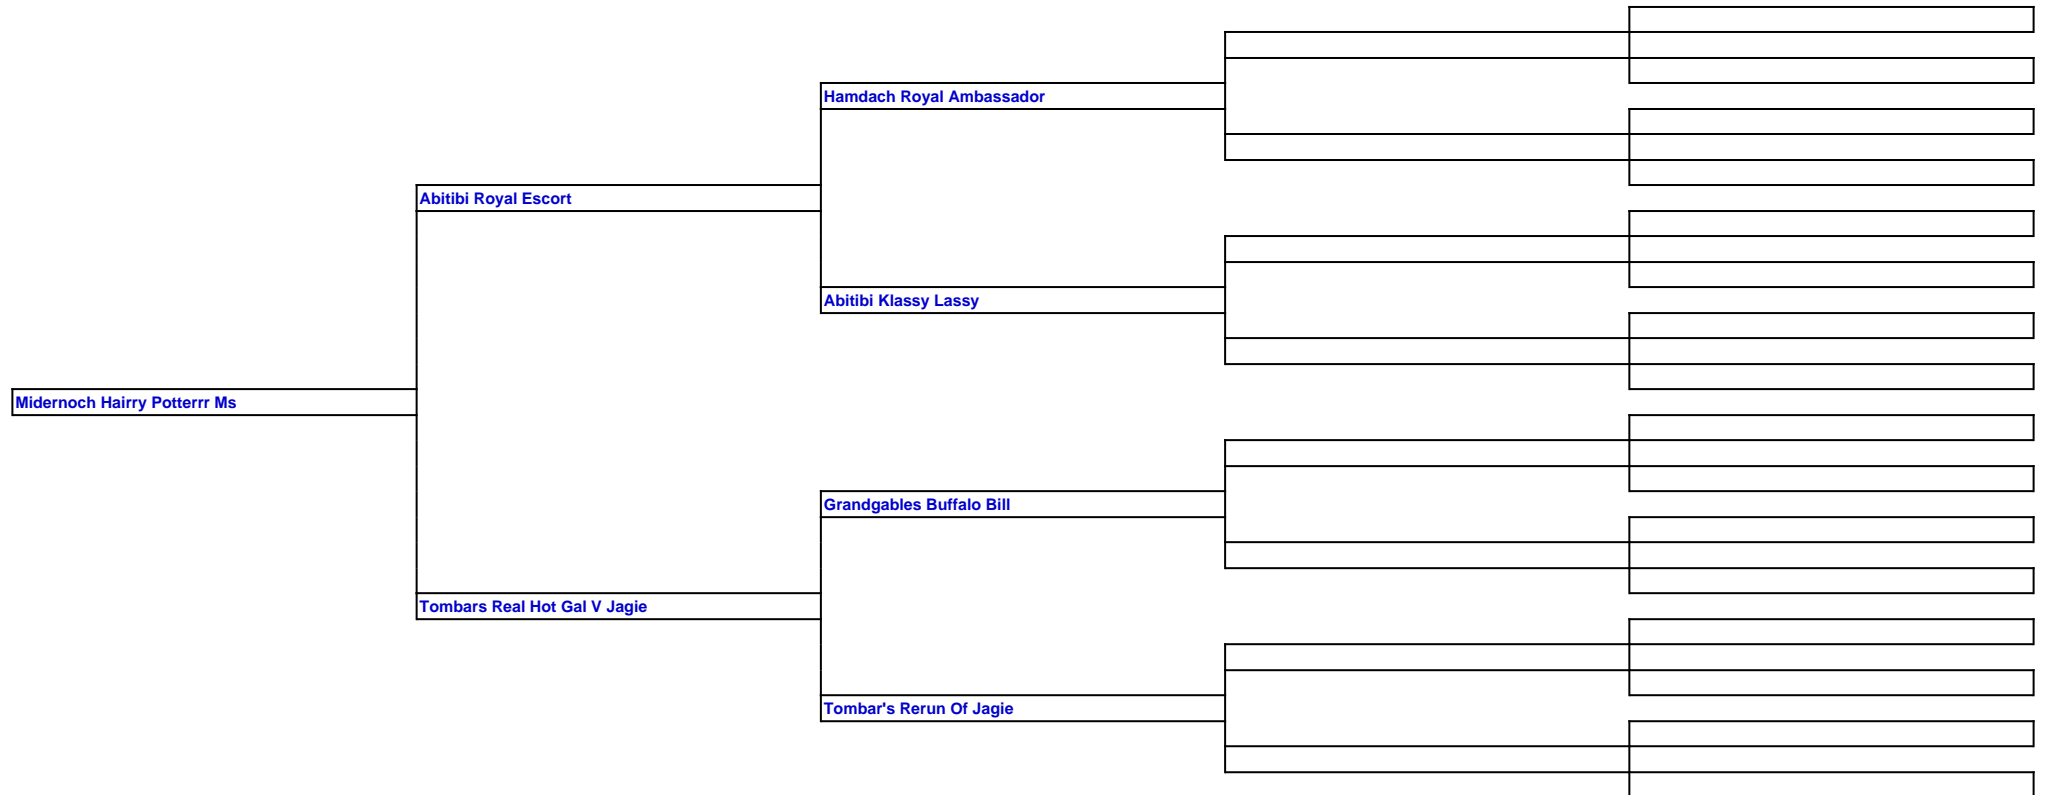 Hamdach Royal Ambassador
Abitibi Royal Escort
Abitibi Klassy Lassy
Midernoch Hairry Potterrr Ms
Grandgables Buffalo Bill
Tombars Real Hot Gal V Jagie
Tombar's Rerun Of Jagie